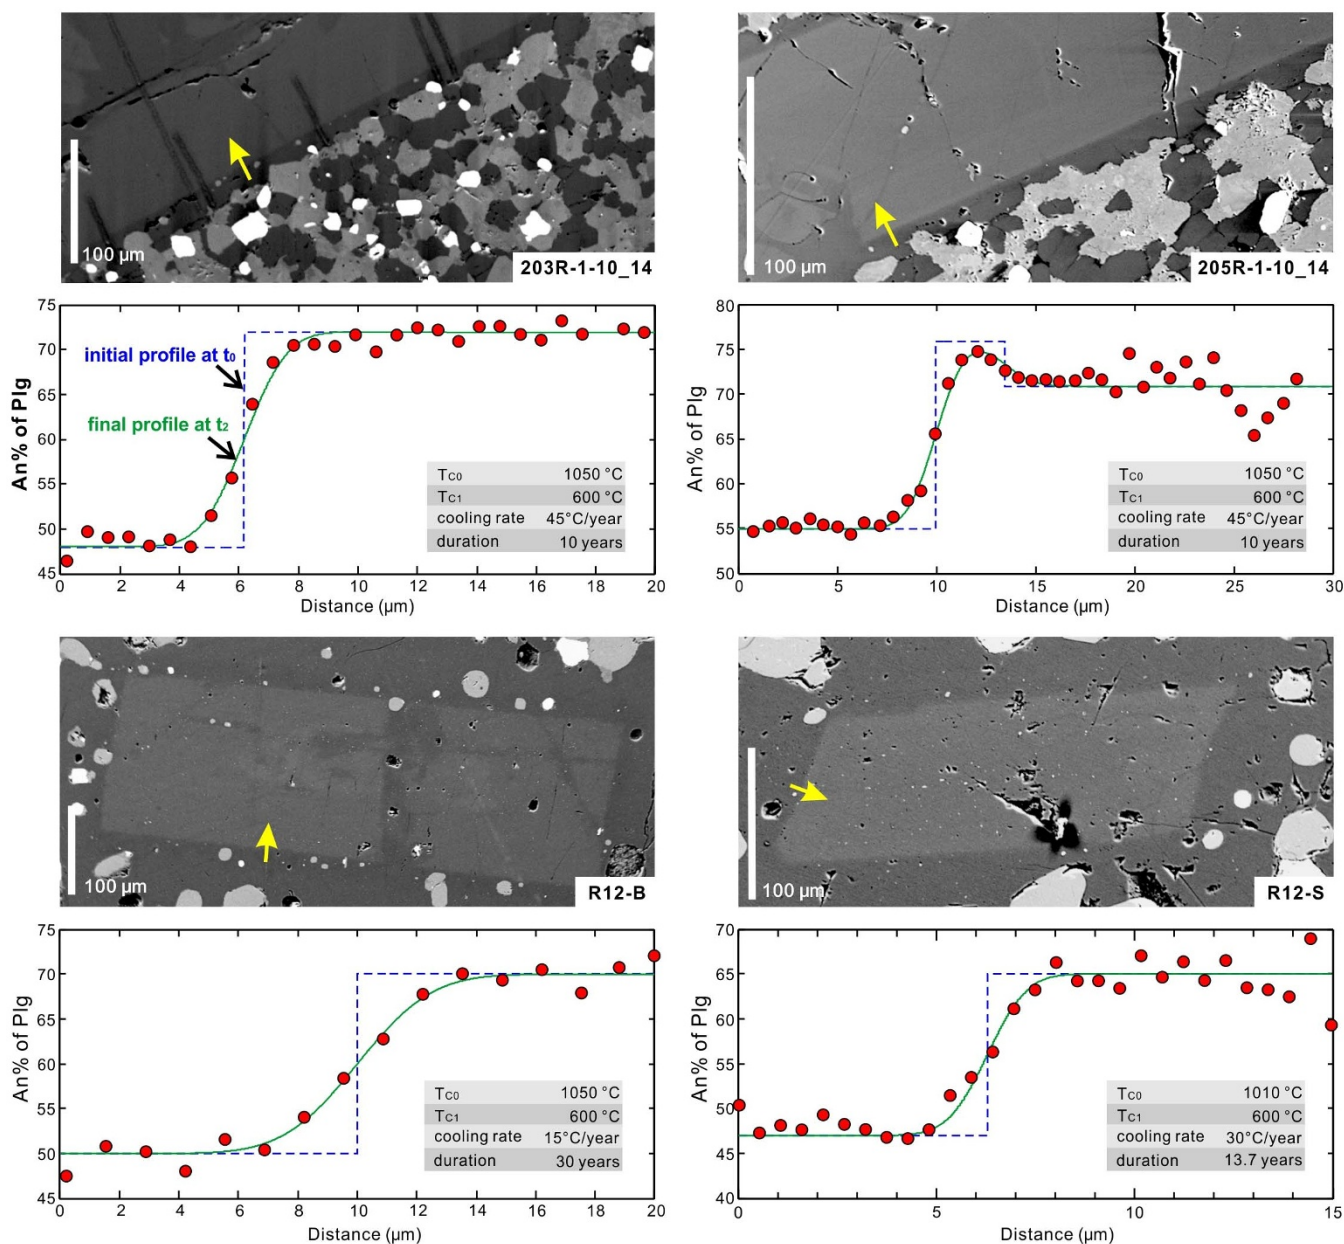 100 µm
203R-1-10_14
100 µm
205R-1-10_14
An% of Plg
75
70
65
60
55
50
45
initial profile at t0
final profile at t2
TC0 1050 °C
TC1 600 °C
cooling rate 45°C/year
duration 10 years
0 2 4 6 8 10 12 14 16 18 20
Distance (µm)
An% of Plg
80
75
70
65
60
55
50
TC0 1050 °C
TC1 600 °C
cooling rate 45°C/year
duration 10 years
0 5 10 15 20 25 30
Distance (µm)
100 µm
R12-B
100 µm
R12-S
An% of Plg
75
70
65
60
55
50
45
TC0 1050 °C
TC1 600 °C
cooling rate 15°C/year
duration 30 years
0 2 4 6 8 10 12 14 16 18 20
Distance (µm)
An% of Plg
70
65
60
55
50
45
40
TC0 1010 °C
TC1 600 °C
cooling rate 30°C/year
duration 13.7 years
0 5 10 15
Distance (µm)